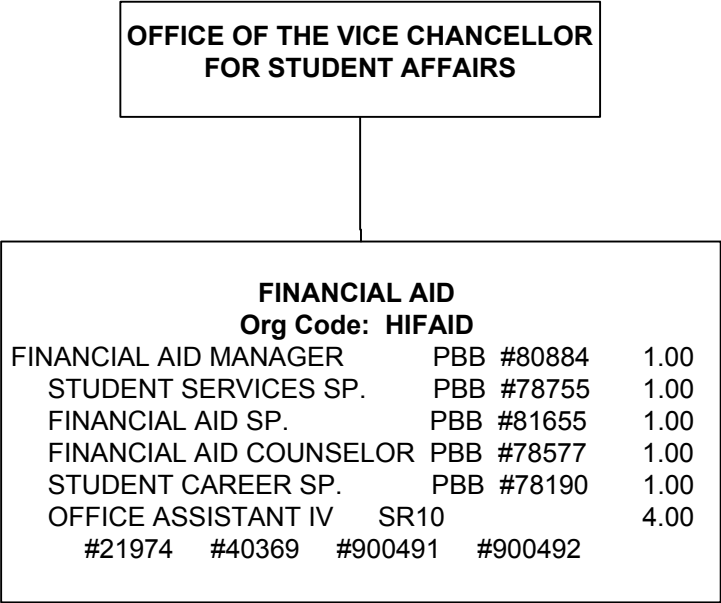 OFFICE OF THE VICE CHANCELLOR
FOR STUDENT AFFAIRS
FINANCIAL AID
Org Code: HIFAID
FINANCIAL AID MANAGER PBB #80884 1.00
STUDENT SERVICES SP. PBB #78755 1.00
FINANCIAL AID SP. PBB #81655 1.00
FINANCIAL AID COUNSELOR PBB #78577 1.00
STUDENT CAREER SP. PBB #78190 1.00
OFFICE ASSISTANT IV SR10 4.00
#21974 #40369 #900491 #900492